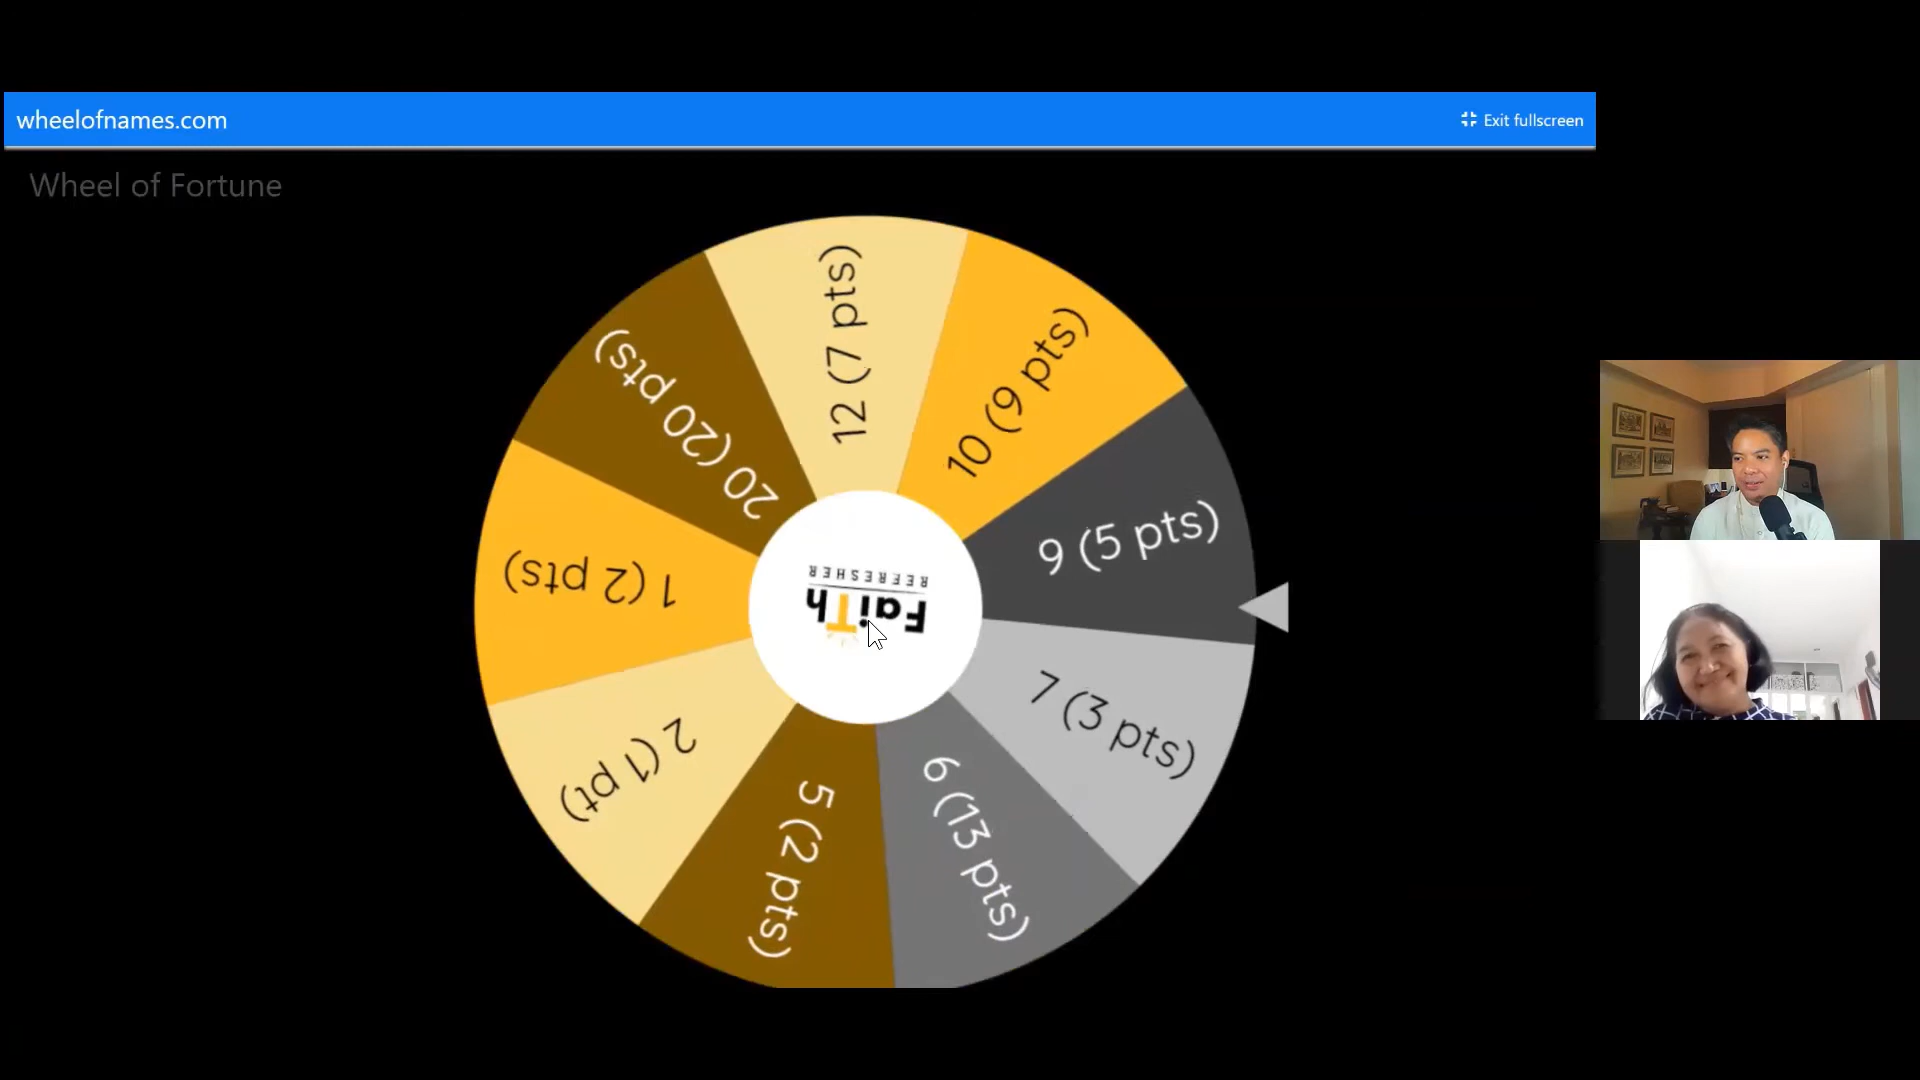 wheelofnames.com
Exit fullscreen
Wheel of Fortune
12 (7 pts)
10 (9 pts)
9 (5 pts)
7 (3 pts)
6 (13 pts)
5 (2 pts)
2 (1 pt)
1 (2 pts)
20 (20 pts)
FaiTh
REFRESHER